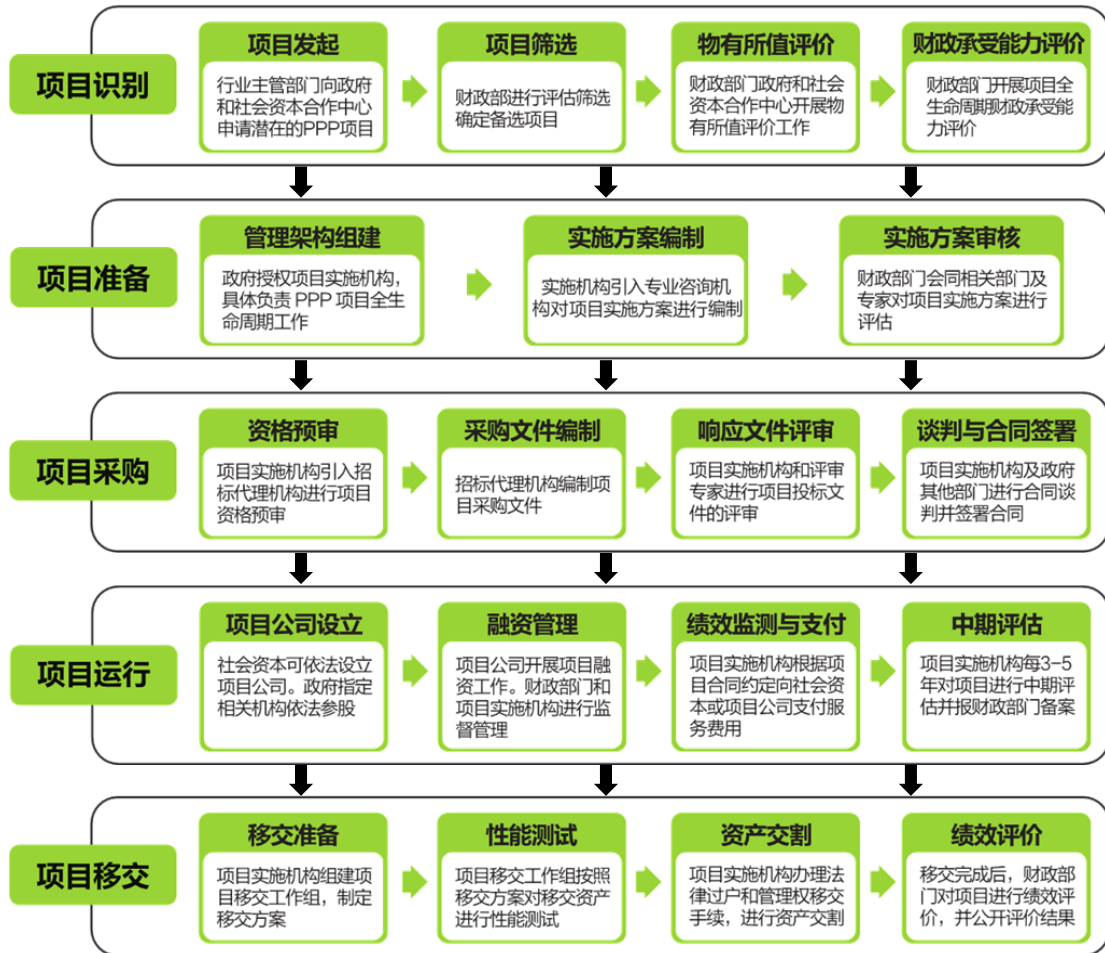 项目识别
项目发起
行业主管部门向政府
和社会资本合作中心
申请潜在的PPP项目
项目筛选
财政部进行评估筛选
确定备选项目
物有所值评价
财政部门政府和社会
资本合作中心开展物
有所值评价工作
财政承受能力评价
财政部门开展项目全
生命周期财政承受能
力评价
项目准备
管理架构组建
政府授权项目实施机构，
具体负责 PPP 项目全生
命周期工作
实施方案编制
实施机构引入专业咨询机
构对项目实施方案进行编制
实施方案审核
财政部门会同相关部门及
专家对项目实施方案进行
评估
项目采购
资格预审
项目实施机构引入招
标代理机构进行项目
资格预审
采购文件编制
招标代理机构编制项
目采购文件
响应文件评审
项目实施机构和评审
专家进行项目投标文
件的评审
谈判与合同签署
项目实施机构及政府
其他部门进行合同谈
判并签署合同
项目运行
项目公司设立
社会资本可依法设立
项目公司。政府指定
相关机构依法参股
融资管理
项目公司开展项目融
资工作。财政部门和
项目实施机构进行监
督管理
绩效监测与支付
项目实施机构根据项
目合同约定向社会资
本或项目公司支付服
务费用
中期评估
项目实施机构每3-5
年对项目进行中期评
估并报财政部门备案
项目移交
移交准备
项目实施机构组建项
目移交工作组，制定
移交方案
性能测试
项目移交工作组按照
移交方案对移交资产
进行性能测试
资产交割
项目实施机构办理法
律过户和管理权移交
手续，进行资产交割
绩效评价
移交完成后，财政部
门对项目进行绩效评
价，并公开评价结果